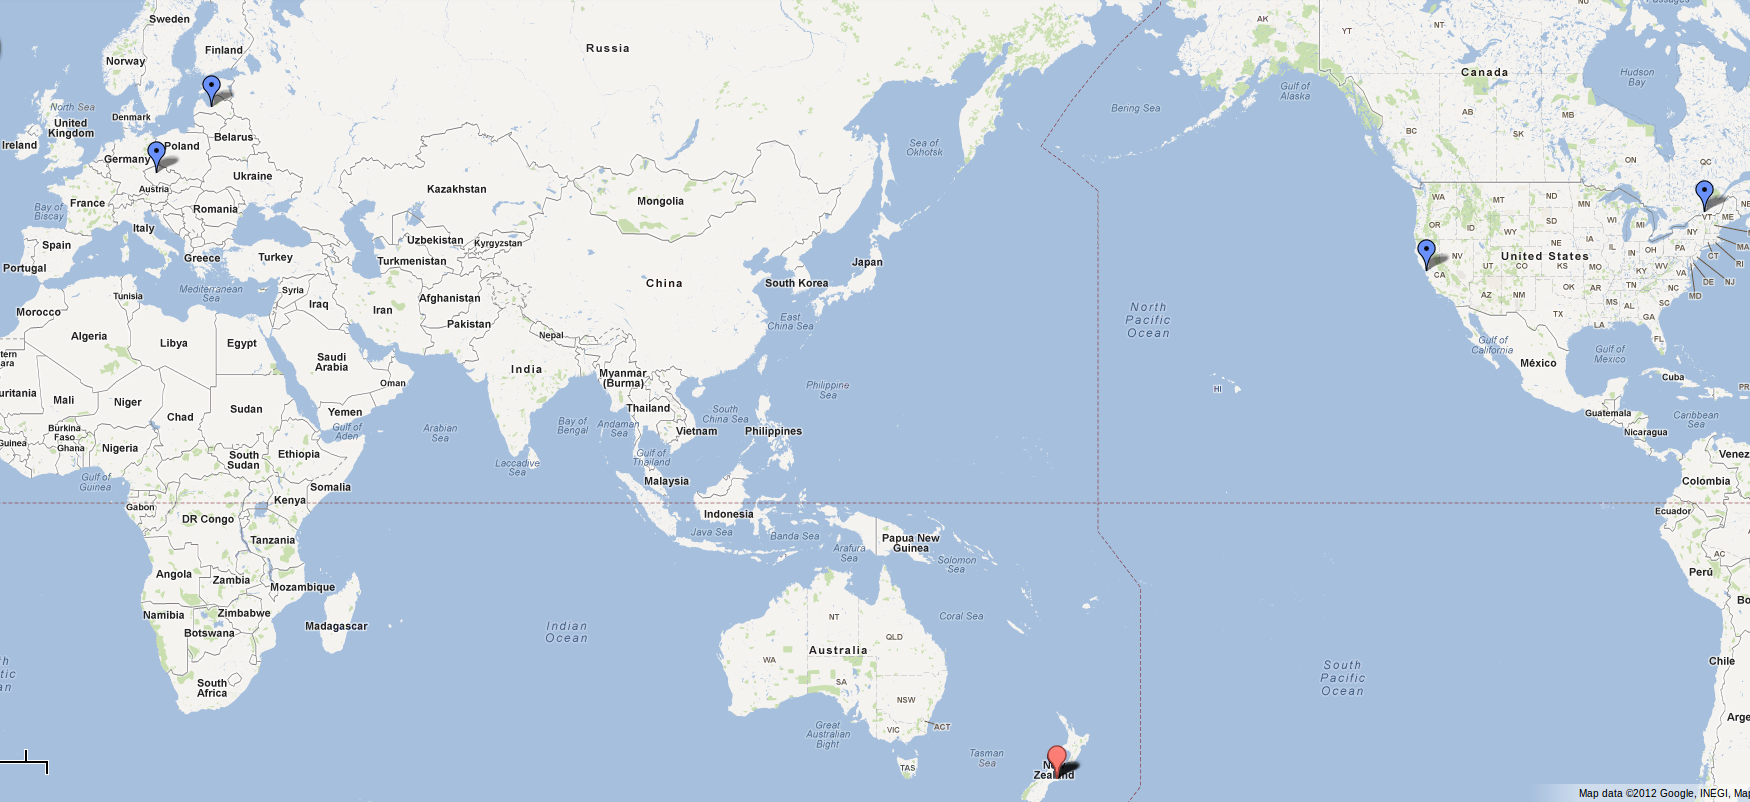 Sweden
Finland
Norway
Russia
North Sea
Denmark
United
Kingdom
Ireland
Belarus
Poland
Germany
Ukraine
Austria
France
Bay of
Biscay
Romania
Italy
Spain
Portugal
Greece
Turkey
Mediterranean
Sea
Syria
Tunisia
Morocco
Iraq
Iran
Kazakhstan
Mongolia
Uzbekistan
Kyrgyzstan
Turkmenistan
Afghanistan
Pakistan
China
Nepal
South Korea
Japan
Sea of
Okhotsk
East
China Sea
Algeria
Libya
Egypt
Saudi
Arabia
Oman
Yemen
Gulf of
Aden
tern
ara
uritania
Mali
Niger
Chad
Sudan
Burkina
Faso
Guinea
Ghana
Nigeria
South
Sudan
Ethiopia
Gulf of
Guinea
Somalia
Kenya
Gabon
DR Congo
Tanzania
Angola
Zambia
Mozambique
Namibia
Zimbabwe
Botswana
Madagascar
South
Africa
India
Myanmar
(Burma)
Thailand
Vietnam
Philippines
Arabian
Sea
Bay of
Bengal
Andaman
Sea
South
China Sea
Philippine
Sea
Gulf of
Thailand
Laccadive
Sea
Malaysia
Indonesia
Java Sea
Banda Sea
Papua New
Guinea
Arafura
Sea
Solomon
Sea
Coral Sea
Indian
Ocean
Australia
NT
QLD
WA
SA
NSW
VIC
ACT
TAS
Great
Australian
Bight
Tasman
Sea
Zealand
Bering Sea
Gulf of
Alaska
North
Pacific
Ocean
HI
South
Pacific
Ocean
AK
YT
NT
NU
Canada
Hudson
Bay
AB
BC
SK
MB
ON
QC
WA
MT
ND
MN
OR
ID
SD
WI
MI
WY
NE
IA
NY
VT
ME
MA
CT
RI
NJ
DE
MD
PA
OH
IN
IL
United States
NV
UT
CO
KS
MO
KY
WV
VA
CA
AZ
NM
OK
AR
TN
NC
SC
MS
AL
GA
TX
LA
FL
Gulf of
California
Gulf of
Mexico
México
Cuba
PR
Guatemala
Nicaragua
Caribbean
Sea
Venez
Colombia
Ecuador
AC
Perú
Bo
Chile
Arge
th
tic
an
Map data ©2012 Google, INEGI, Map